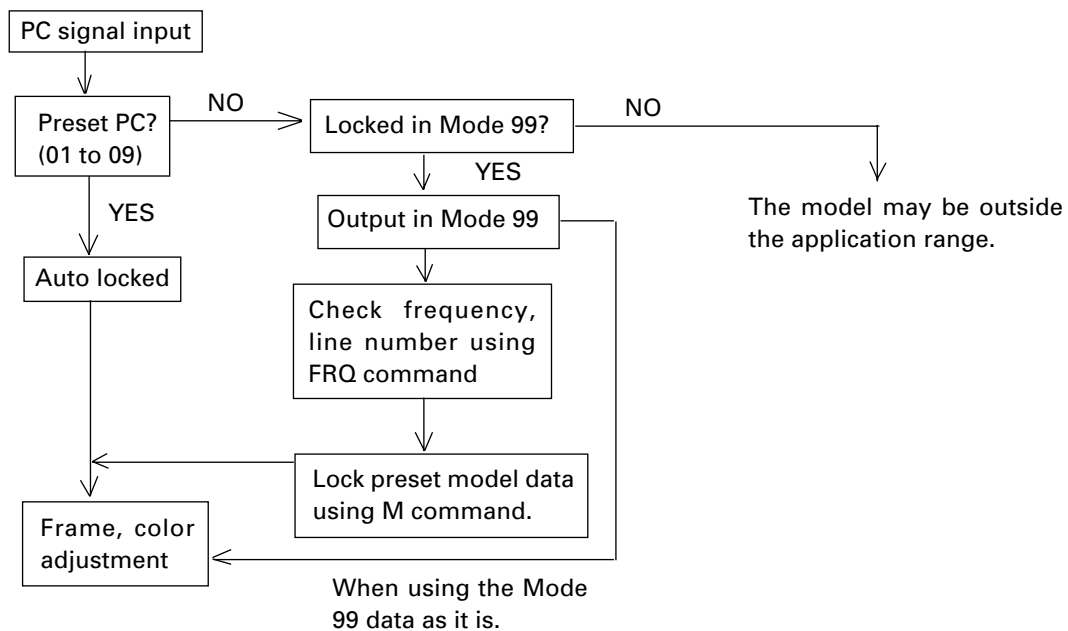 PC signal input
Preset PC?
(01 to 09)
NO
Locked in Mode 99?
NO
YES
YES
Output in Mode 99
The model may be outside
the application range.
Auto locked
Check frequency,
line number using
FRQ command
Lock preset model data
using M command.
Frame, color
adjustment
When using the Mode
99 data as it is.